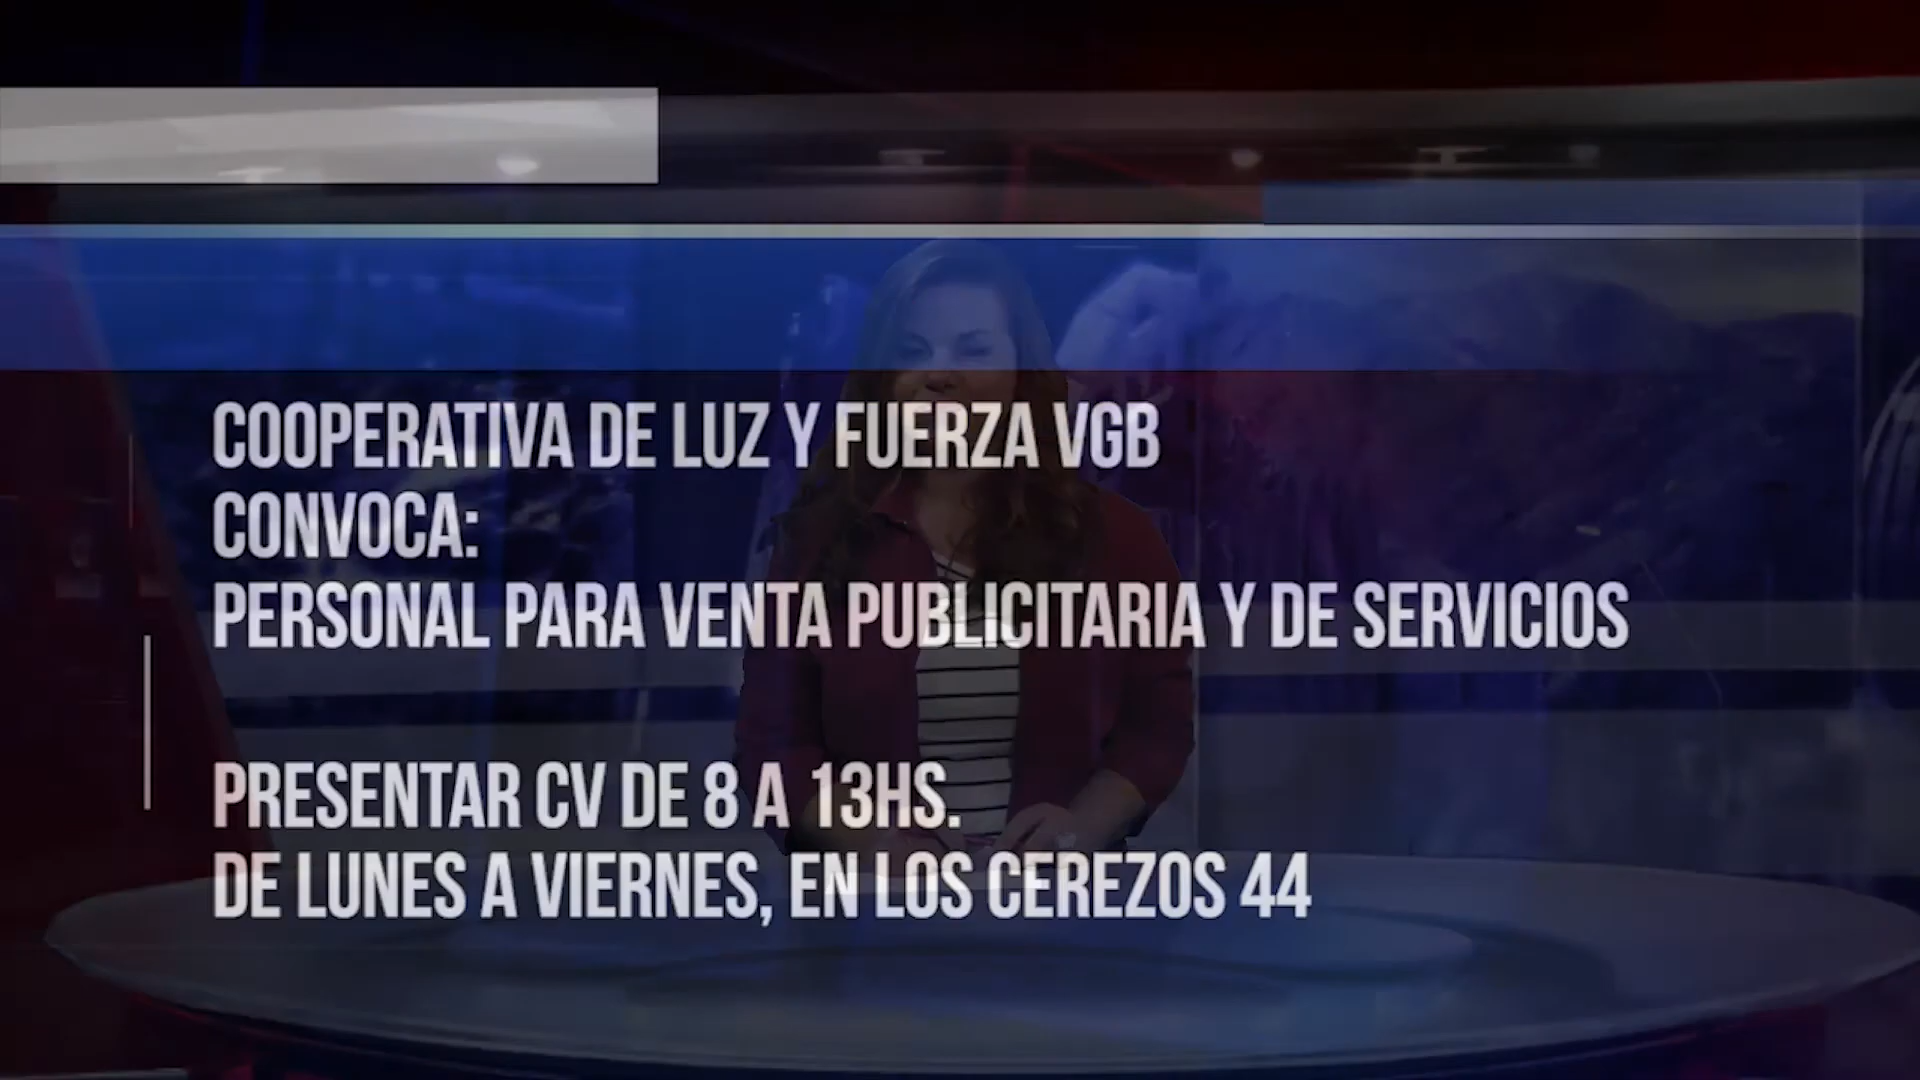 COOPERATIVA DE LUZ Y FUERZA VGB
CONVOCA:
PERSONAL PARA VENTA PUBLICITARIA Y DE SERVICIOS
PRESENTAR CV DE 8 A 13HS.
DE LUNES A VIERNES, EN LOS CEREZOS 44